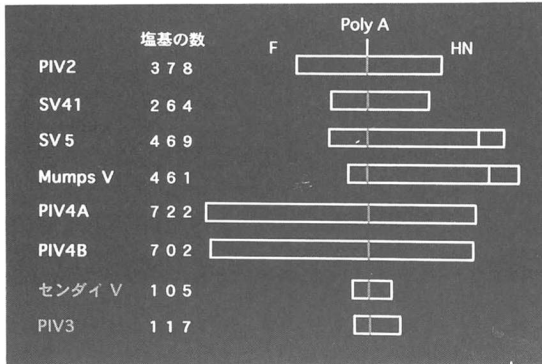 Poly A
塩基の数
F
HN
PIV2 378
SV41 264
SV5 469
Mumps V 461
PIV4A 722
PIV4B 702
センダイ V 105
PIV3 117